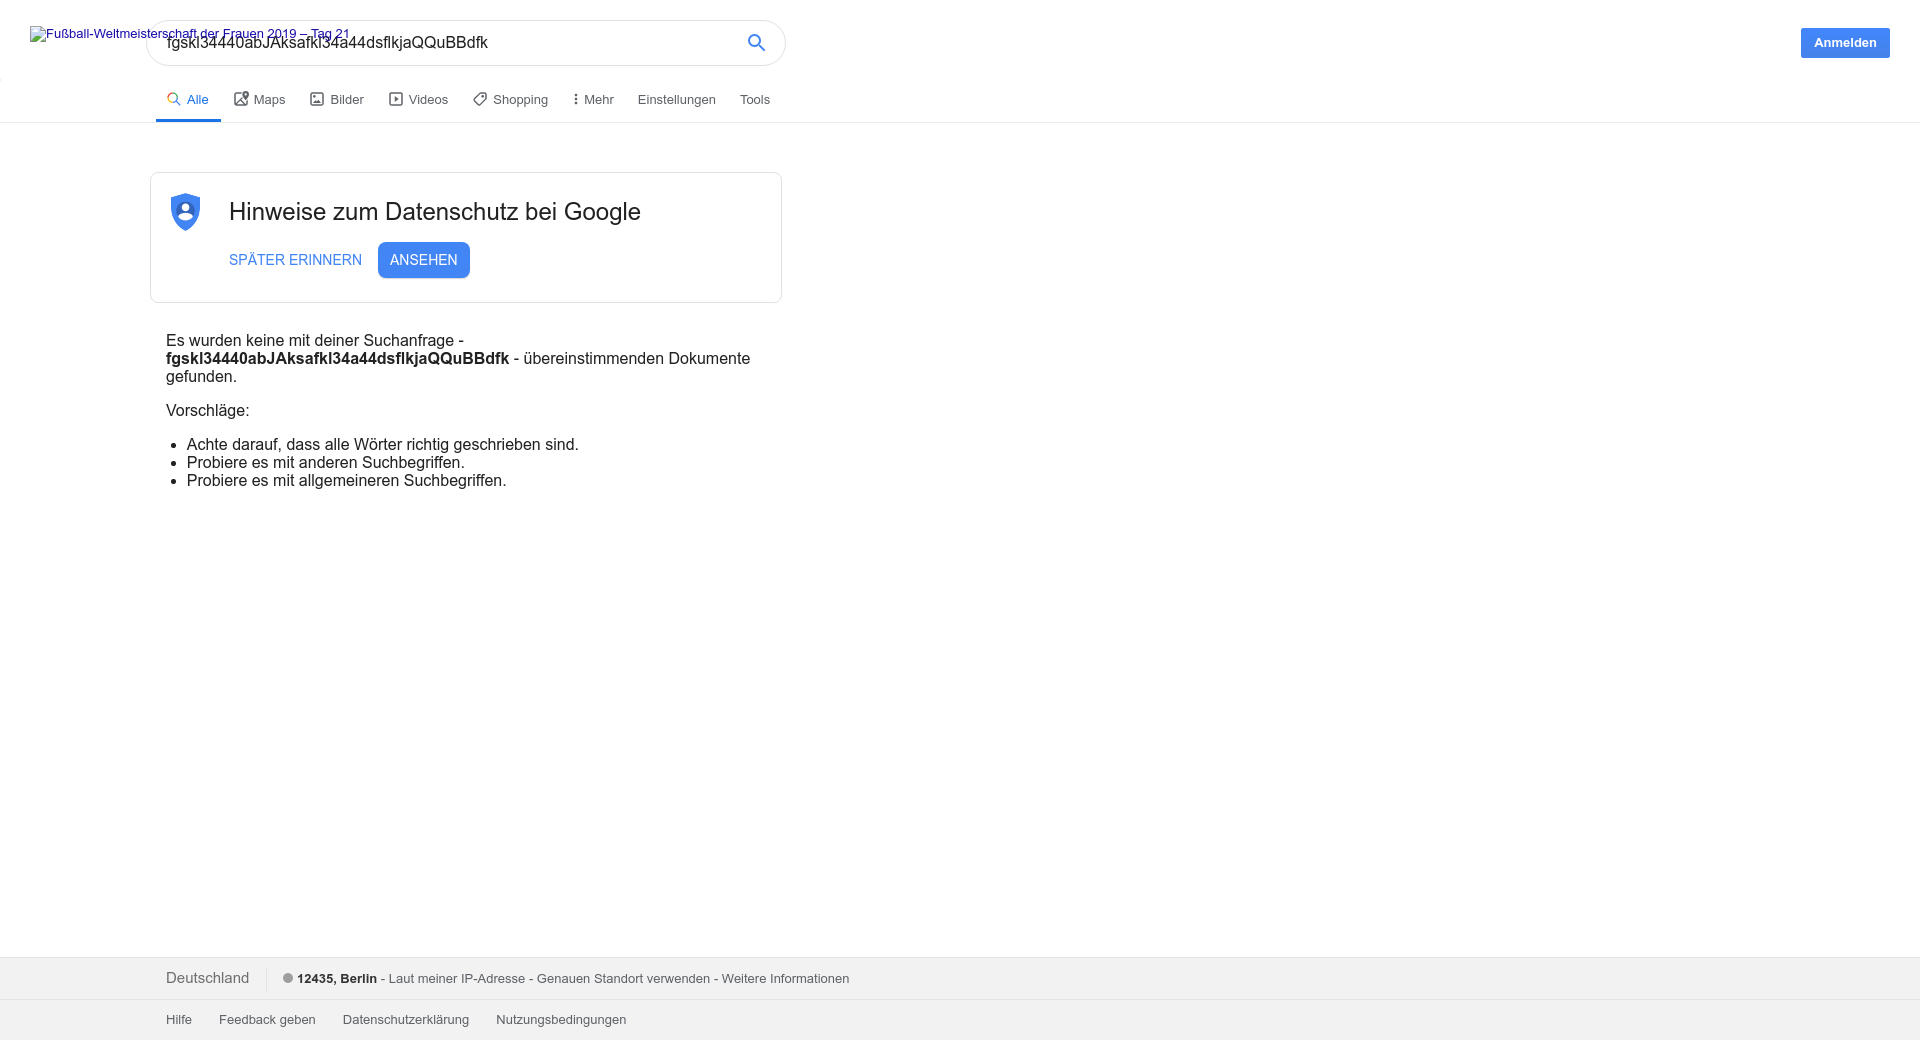 Fußball-Weltmeisterschaft der Frauen 2019 – Tag 21
fgskl34440abJAksafkl34a44dsflkjaQQuBBdfk
Anmelden
Alle Maps Bilder Videos Shopping Mehr Einstellungen Tools
Hinweise zum Datenschutz bei Google
SPÄTER ERINNERN ANSEHEN
Es wurden keine mit deiner Suchanfrage -
fgskl34440abJAksafkl34a44dsflkjaQQuBBdfk - übereinstimmenden Dokumente
gefunden.
Vorschläge:
Achte darauf, dass alle Wörter richtig geschrieben sind.
Probiere es mit anderen Suchbegriffen.
Probiere es mit allgemeineren Suchbegriffen.
Deutschland 12435, Berlin - Laut meiner IP-Adresse - Genauen Standort verwenden - Weitere Informationen
Hilfe Feedback geben Datenschutzerklärung Nutzungsbedingungen